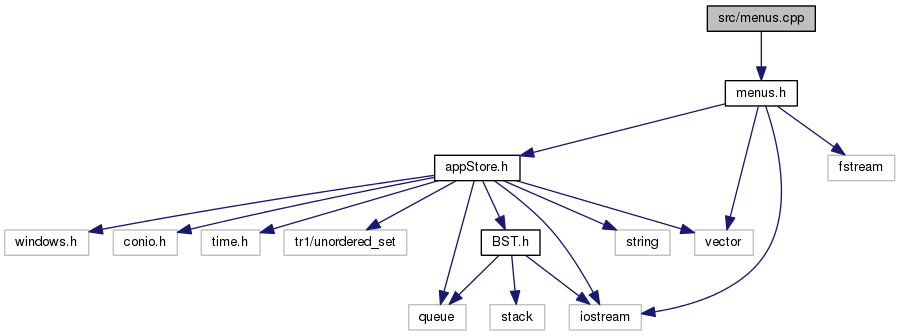 src/menus.cpp
menus.h
appStore.h
fstream
windows.h
conio.h
time.h
tr1/unordered_set
BST.h
string
vector
queue
stack
iostream